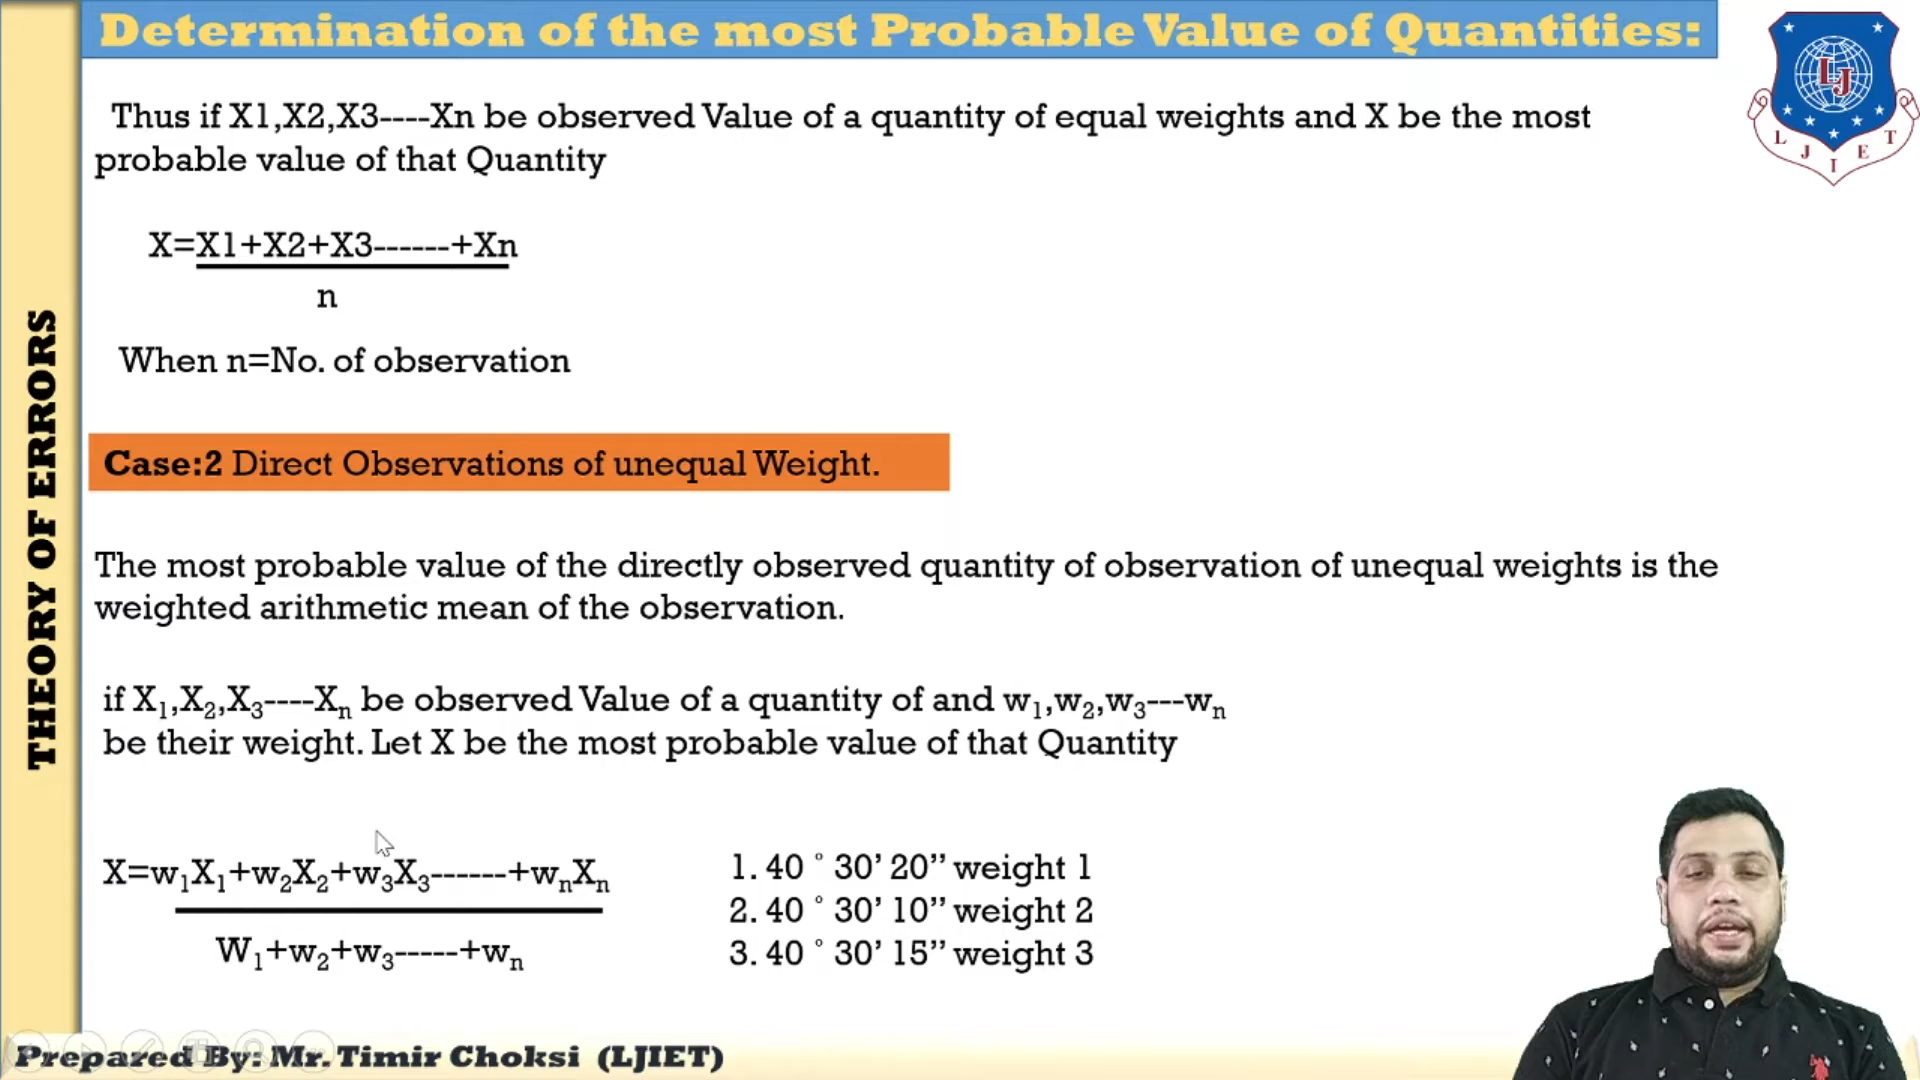 Determination of the most Probable Value of Quantities:
Thus if X1,X2,X3----Xn be observed Value of a quantity of equal weights and X be the most
probable value of that Quantity
X=X1+X2+X3------+Xn
n
When n=No. of observation
Case:2 Direct Observations of unequal Weight.
The most probable value of the directly observed quantity of observation of unequal weights is the
weighted arithmetic mean of the observation.
if X₁,X₂,X₃----Xₙ be observed Value of a quantity of and w₁,w₂,w₃---wₙ
be their weight. Let X be the most probable value of that Quantity
X=w₁X₁+w₂X₂+w₃X₃------+wₙXₙ
W₁+w₂+w₃-----+wₙ
1. 40 ° 30’ 20” weight 1
2. 40 ° 30’ 10” weight 2
3. 40 ° 30’ 15” weight 3
THEORY OF ERRORS
Prepared By: Mr. Timir Choksi (LJIET)
LJ
L J I E T